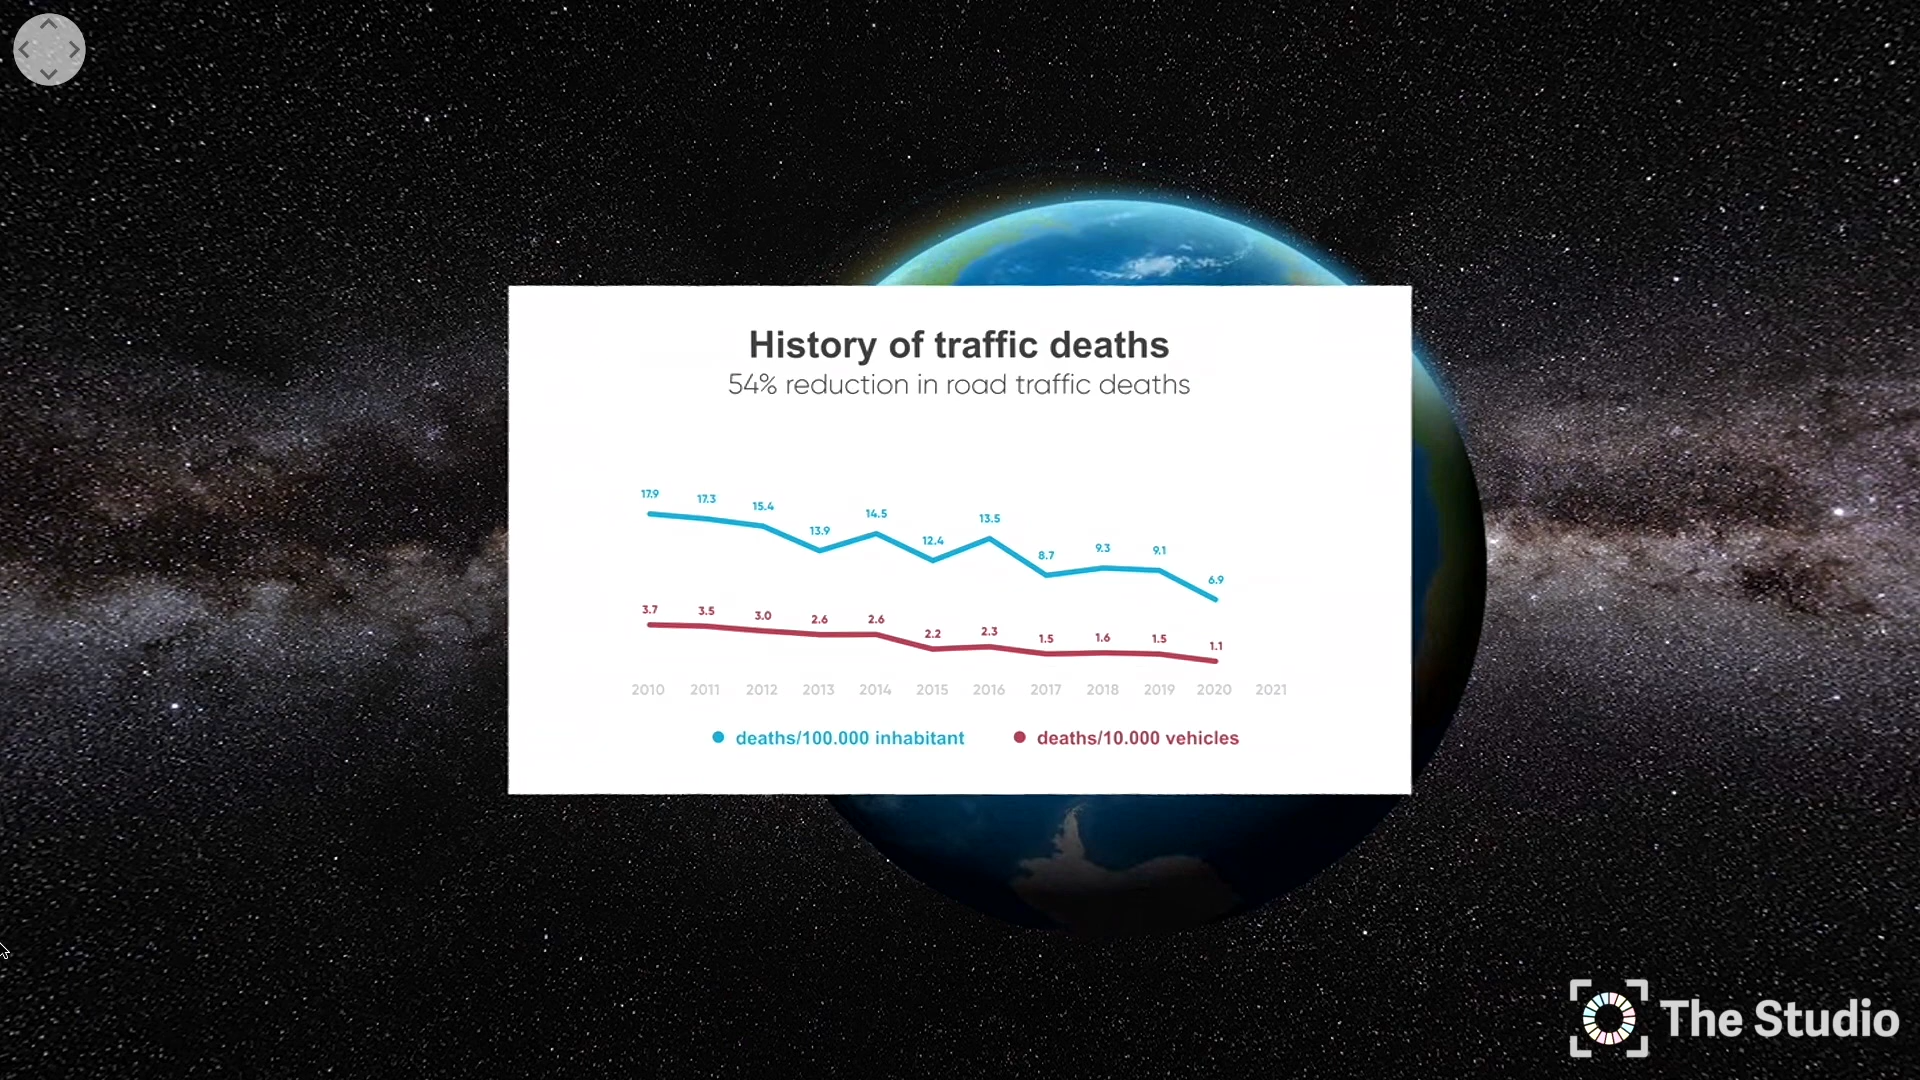 History of traffic deaths
54% reduction in road traffic deaths
17.9 17.3 15.4 13.9 14.5 12.4 13.5 8.7 9.3 9.1 6.9
3.7 3.5 3.0 2.6 2.6 2.2 2.3 1.5 1.6 1.5 1.1
2010 2011 2012 2013 2014 2015 2016 2017 2018 2019 2020 2021
deaths/100.000 inhabitant deaths/10.000 vehicles
The Studio